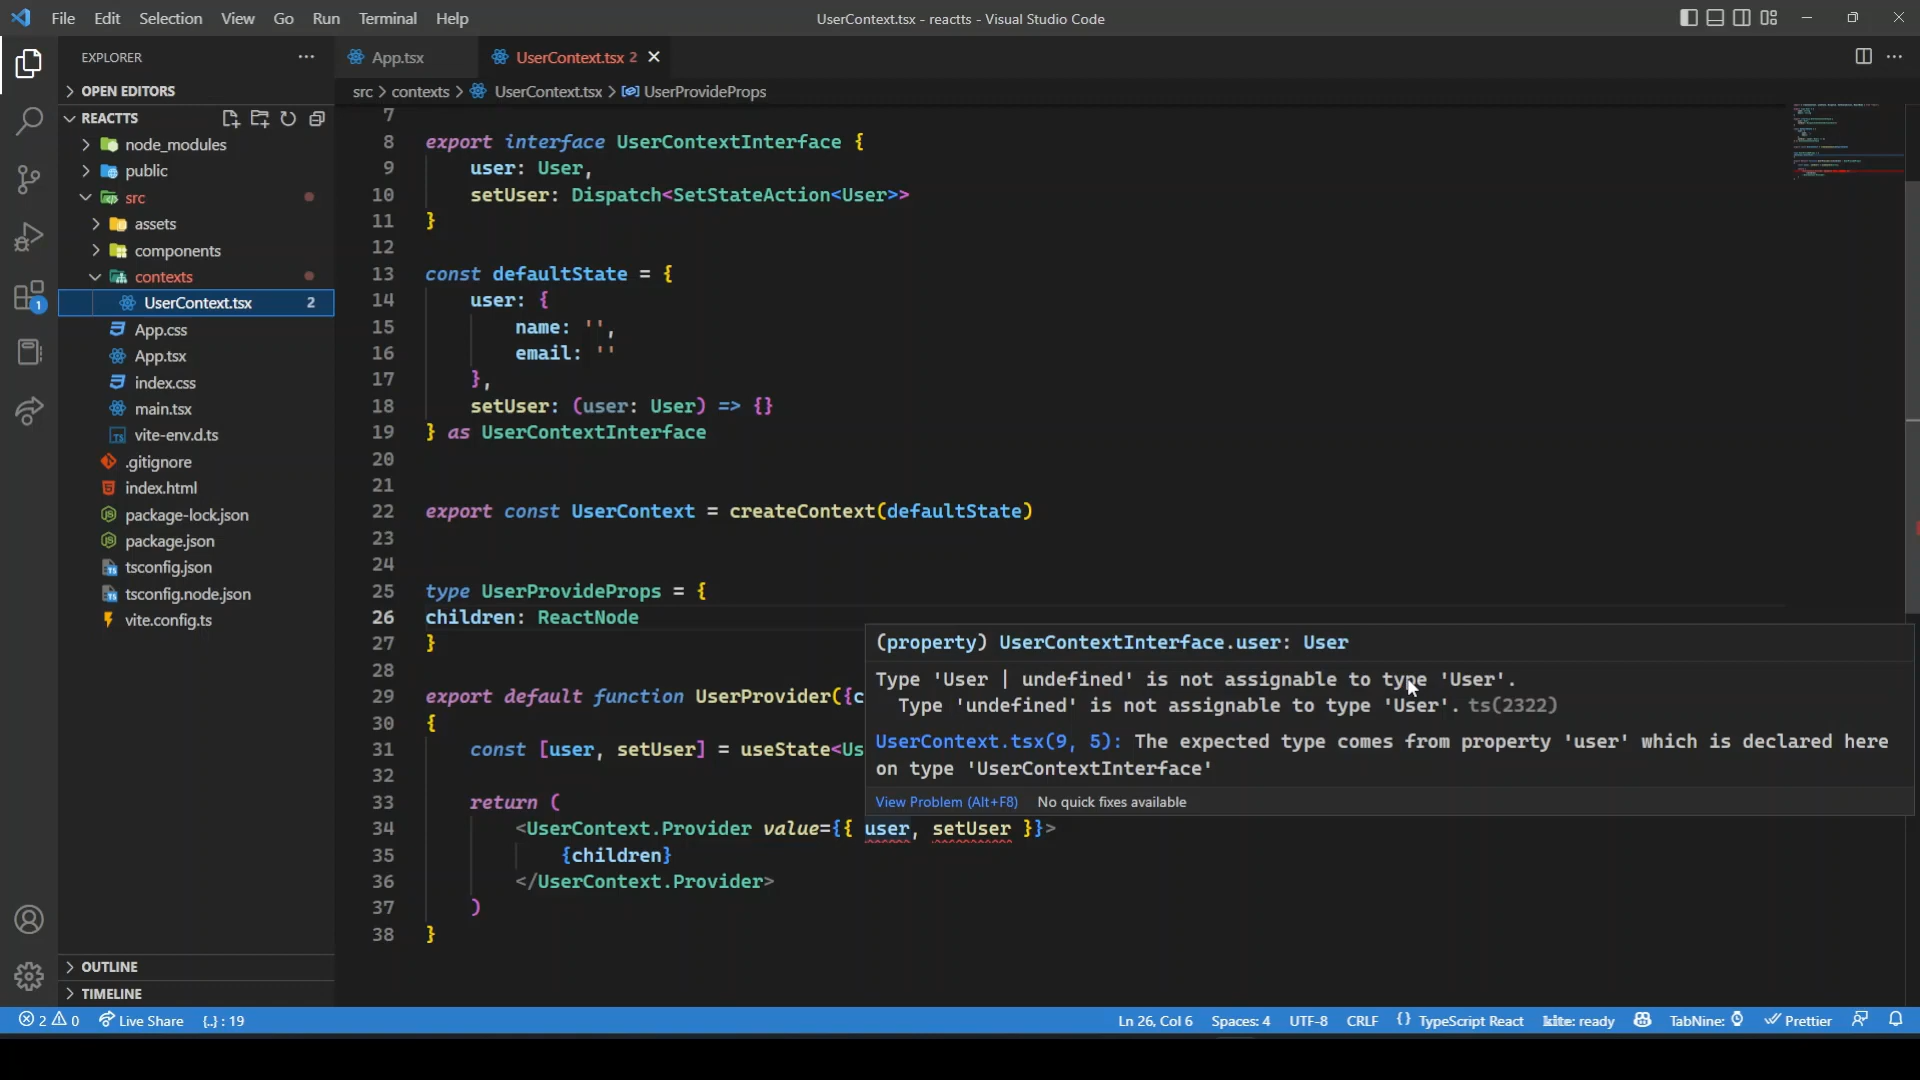 File Edit Selection View Go Run Terminal Help
UserContext.tsx - reactts - Visual Studio Code
EXPLORER
OPEN EDITORS
REACTTS
node_modules
public
src
assets
components
contexts
UserContext.tsx 2
App.css
App.tsx
index.css
main.tsx
vite-env.d.ts
.gitignore
index.html
package-lock.json
package.json
tsconfig.json
tsconfig.node.json
vite.config.ts
OUTLINE
TIMELINE
1
App.tsx
UserContext.tsx 2
src > contexts > UserContext.tsx > UserProvideProps
7
8 export interface UserContextInterface {
9 user: User,
10 setUser: Dispatch<SetStateAction<User>>
11 }
12
13 const defaultState = {
14 user: {
15 name: '',
16 email: ''
17 },
18 setUser: (user: User) => {}
19 } as UserContextInterface
20
21
22 export const UserContext = createContext(defaultState)
23
24
25 type UserProvideProps = {
26 children: ReactNode
27 }
28
29 export default function UserProvider({c
30 {
31 const [user, setUser] = useState<Us
32
33 return (
34 <UserContext.Provider value={{ user, setUser }}>
35 {children}
36 </UserContext.Provider>
37 )
38 }
(property) UserContextInterface.user: User
Type 'User | undefined' is not assignable to type 'User'.
Type 'undefined' is not assignable to type 'User'. ts(2322)
UserContext.tsx(9, 5): The expected type comes from property 'user' which is declared here
on type 'UserContextInterface'
View Problem (Alt+F8) No quick fixes available
2 0 Live Share {..} : 19
Ln 26, Col 6 Spaces: 4 UTF-8 CRLF {} TypeScript React kite: ready TabNine: Prettier